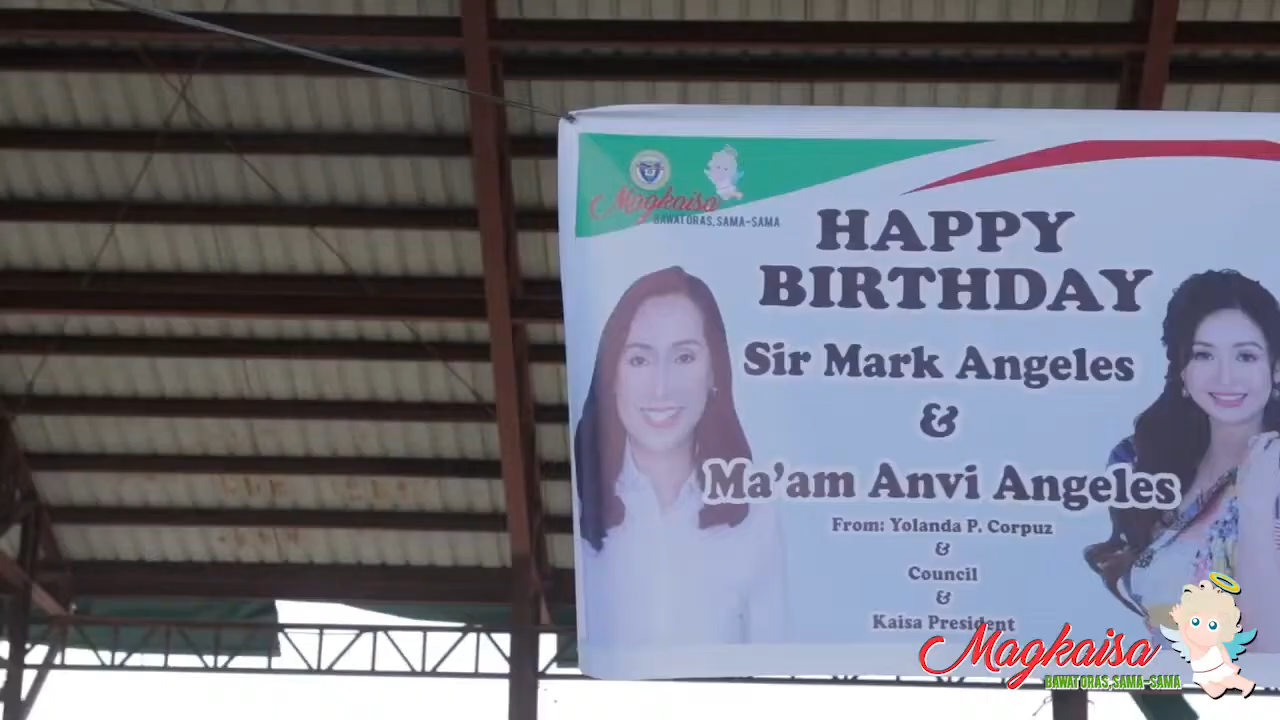 Magkaisa
BAWAT ORAS, SAMA-SAMA
HAPPY
BIRTHDAY
Sir Mark Angeles
&
Ma'am Anvi Angeles
From: Yolanda P. Corpuz
&
Council
&
Kaisa President
Magkaisa
BAWAT ORAS, SAMA-SAMA